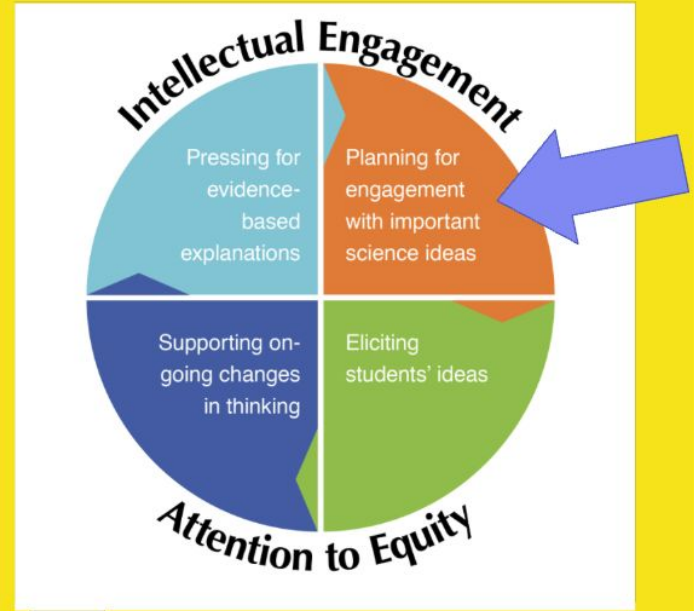 Intellectual Engagement
Pressing for
evidence-
based
explanations
Planning for
engagement
with important
science ideas
Supporting on-
going changes
in thinking
Eliciting
students' ideas
Attention to Equity